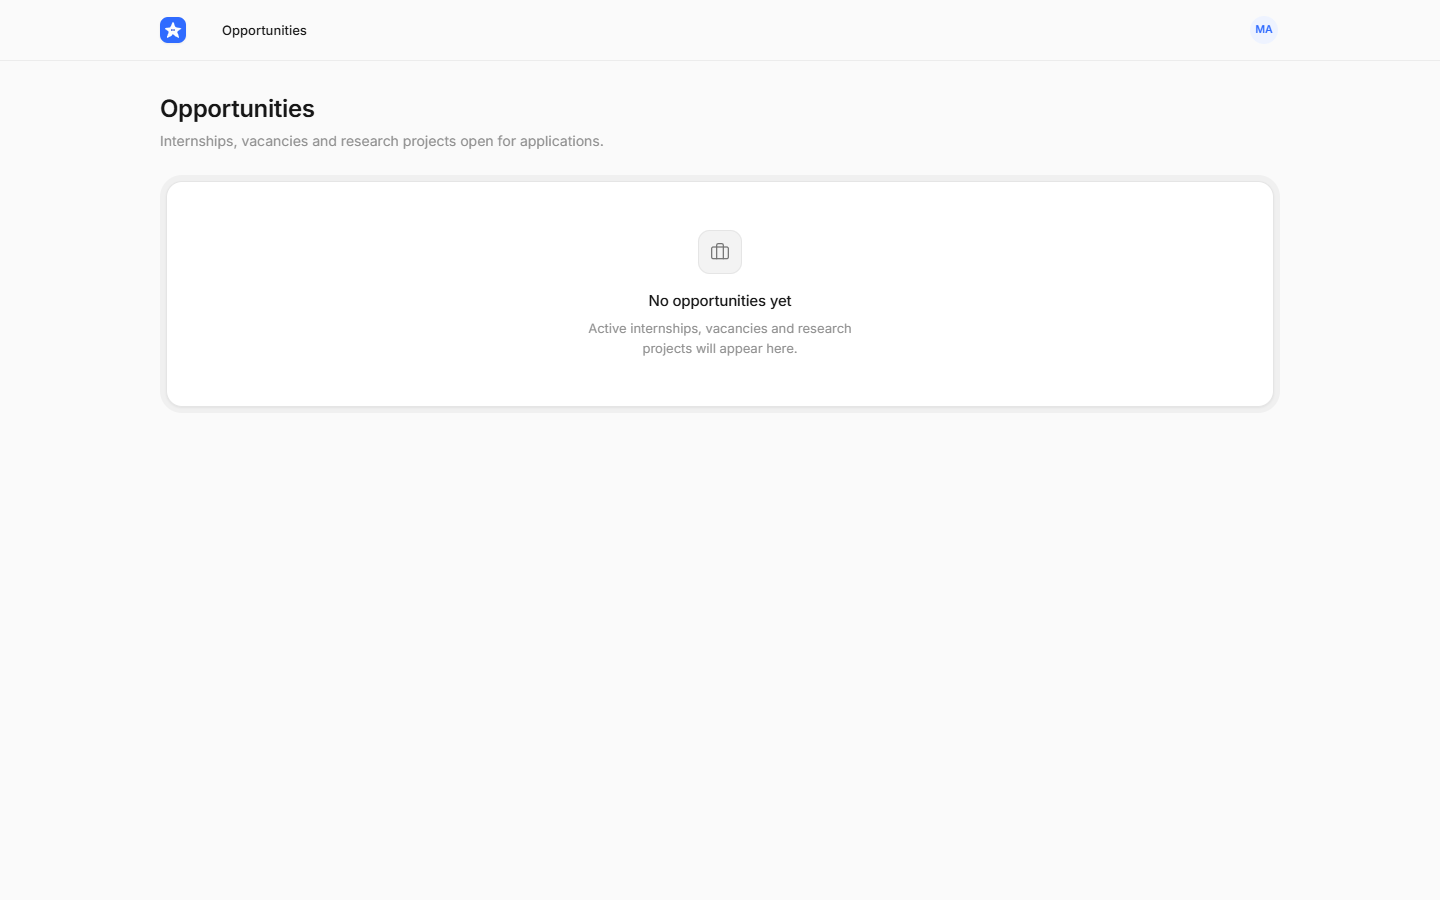 Opportunities
MA
Opportunities
Internships, vacancies and research projects open for applications.
No opportunities yet
Active internships, vacancies and research
projects will appear here.